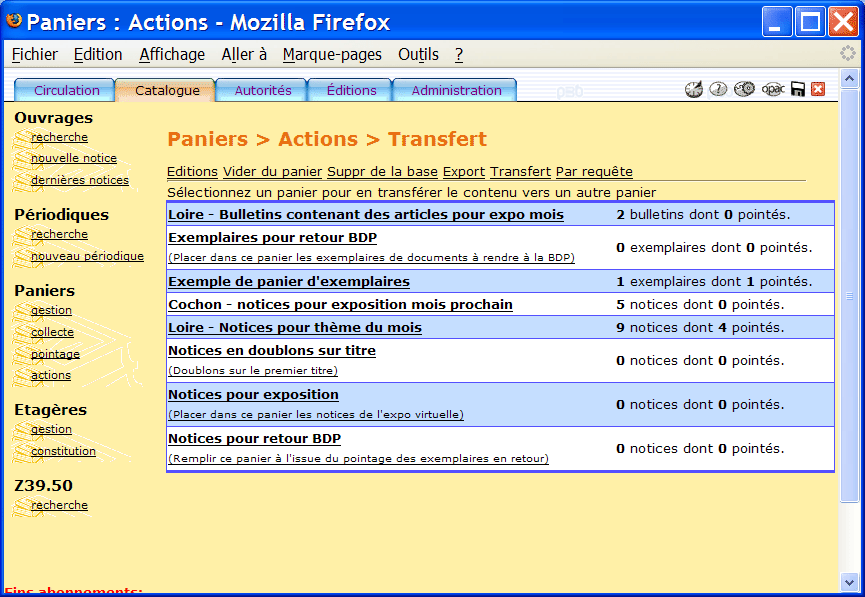 Paniers : Actions - Mozilla Firefox
Fichier Edition Affichage Aller à Marque-pages Outils ?
Circulation Catalogue Autorités Éditions Administration
opac
Ouvrages
recherche
nouvelle notice
dernières notices
Périodiques
recherche
nouveau périodique
Paniers
gestion
collecte
pointage
actions
Etagères
gestion
constitution
Z39.50
recherche
Fins abonnements:
Paniers > Actions > Transfert
Editions Vider du panier Suppr de la base Export Transfert Par requête
Sélectionnez un panier pour en transférer le contenu vers un autre panier
Loire - Bulletins contenant des articles pour expo mois 2 bulletins dont 0 pointés.
Exemplaires pour retour BDP
(Placer dans ce panier les exemplaires de documents à rendre à la BDP) 0 exemplaires dont 0 pointés.
Exemple de panier d'exemplaires 1 exemplaires dont 1 pointés.
Cochon - notices pour exposition mois prochain 5 notices dont 0 pointés.
Loire - Notices pour thème du mois 9 notices dont 4 pointés.
Notices en doublons sur titre
(Doublons sur le premier titre) 0 notices dont 0 pointés.
Notices pour exposition
(Placer dans ce panier les notices de l'expo virtuelle) 0 notices dont 0 pointés.
Notices pour retour BDP
(Remplir ce panier à l'issue du pointage des exemplaires en retour) 0 notices dont 0 pointés.